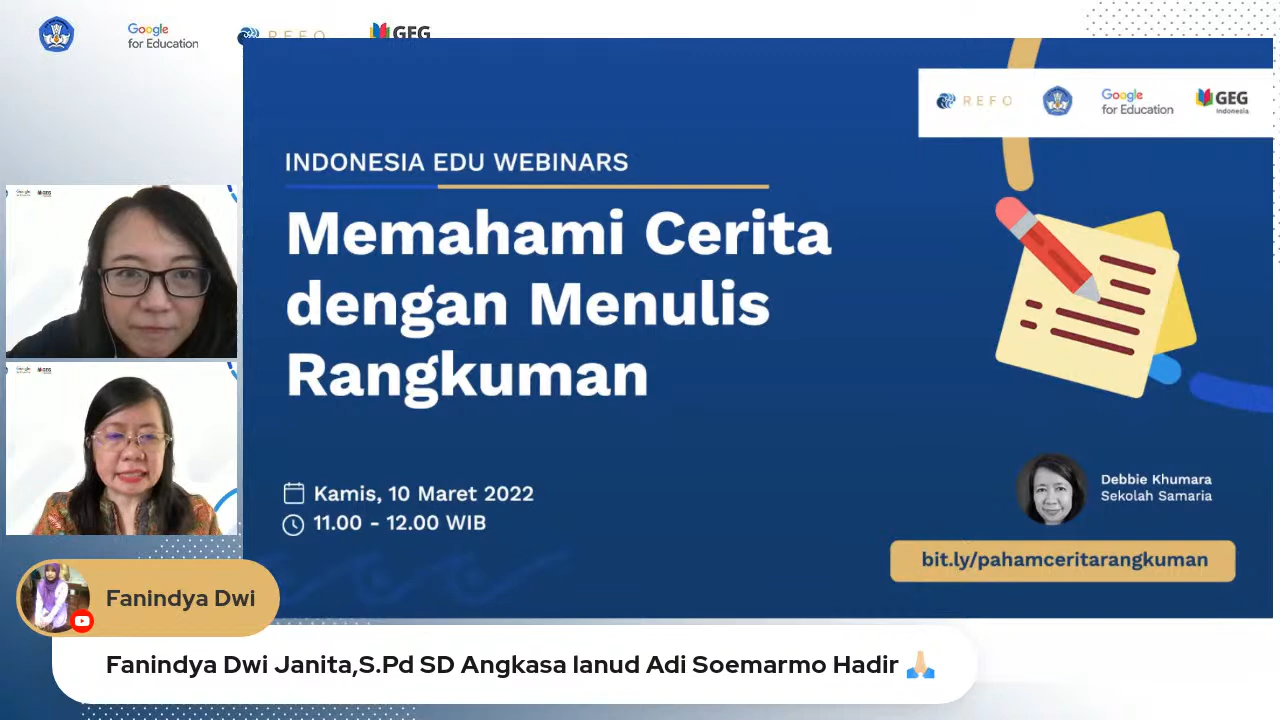 Google
for Education
REFO
GEG
REFO
Google
for Education
GEG
Indonesia
INDONESIA EDU WEBINARS
Memahami Cerita
dengan Menulis
Rangkuman
Kamis, 10 Maret 2022
11.00 - 12.00 WIB
Debbie Khumara
Sekolah Samaria
bit.ly/pahamceritarangkuman
Fanindya Dwi
Fanindya Dwi Janita,S.Pd SD Angkasa lanud Adi Soemarmo Hadir 🙏🏼